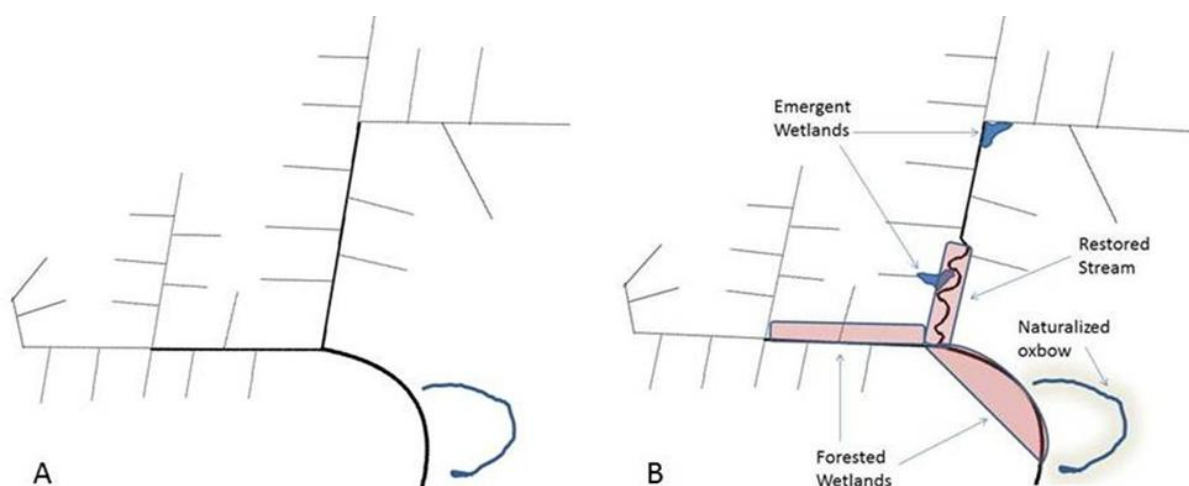 Emergent
Wetlands
Restored
Stream
Naturalized
oxbow
Forested
Wetlands
A
B